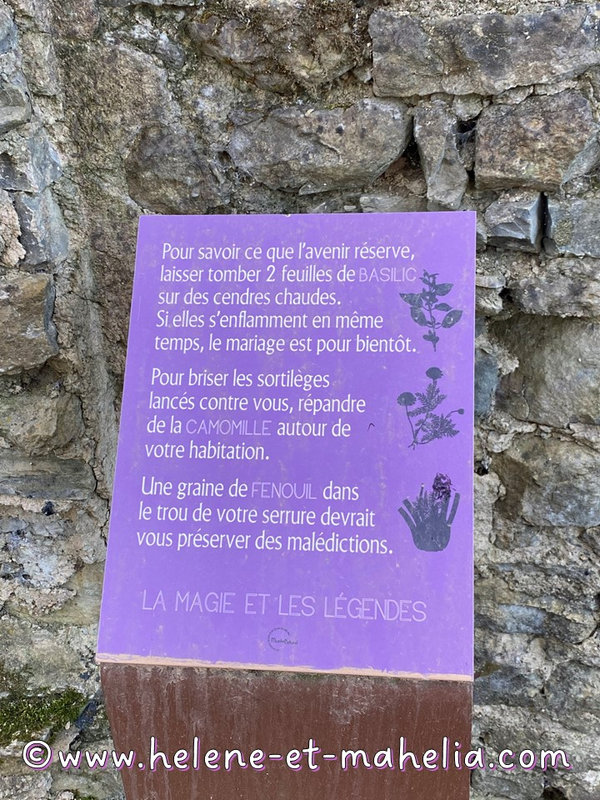 Pour savoir ce que l'avenir réserve,
laisser tomber 2 feuilles de BASILIC
sur des cendres chaudes.
Si elles s'enflamment en même
temps, le mariage est pour bientôt.
Pour briser les sortilèges
lancés contre vous, répandre
de la CAMOMILLE autour de
votre habitation.
Une graine de FENOUIL dans
le trou de votre serrure devrait
vous préserver des malédictions.
LA MAGIE ET LES LÉGENDES
©www.helene-et-mahelia.com